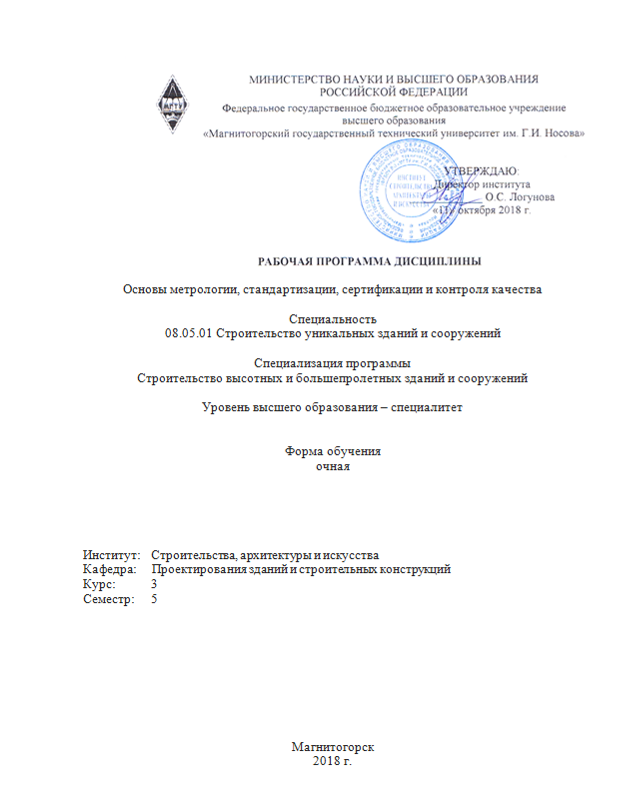 МИНИСТЕРСТВО НАУКИ И ВЫСШЕГО ОБРАЗОВАНИЯ
РОССИЙСКОЙ ФЕДЕРАЦИИ
Федеральное государственное бюджетное образовательное учреждение
высшего образования
«Магнитогорский государственный технический университет им. Г.И. Носова»
УТВЕРЖДАЮ:
Директор института
О.С. Логунова
«11» октября 2018 г.
РАБОЧАЯ ПРОГРАММА ДИСЦИПЛИНЫ
Основы метрологии, стандартизации, сертификации и контроля качества
Специальность
08.05.01 Строительство уникальных зданий и сооружений
Специализация программы
Строительство высотных и большепролетных зданий и сооружений
Уровень высшего образования – специалитет
Форма обучения
очная
Институт: Строительства, архитектуры и искусства
Кафедра: Проектирования зданий и строительных конструкций
Курс: 3
Семестр: 5
Магнитогорск
2018 г.